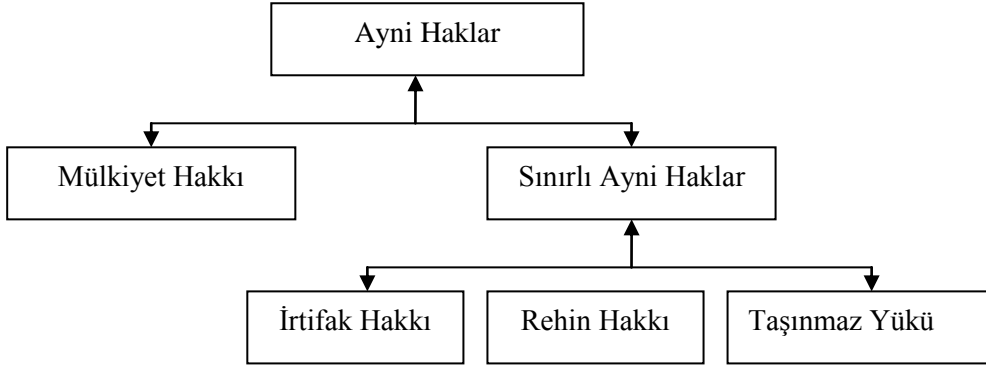 Ayni Haklar
Mülkiyet Hakkı
Sınırlı Ayni Haklar
İrtifak Hakkı
Rehin Hakkı
Taşınmaz Yükü